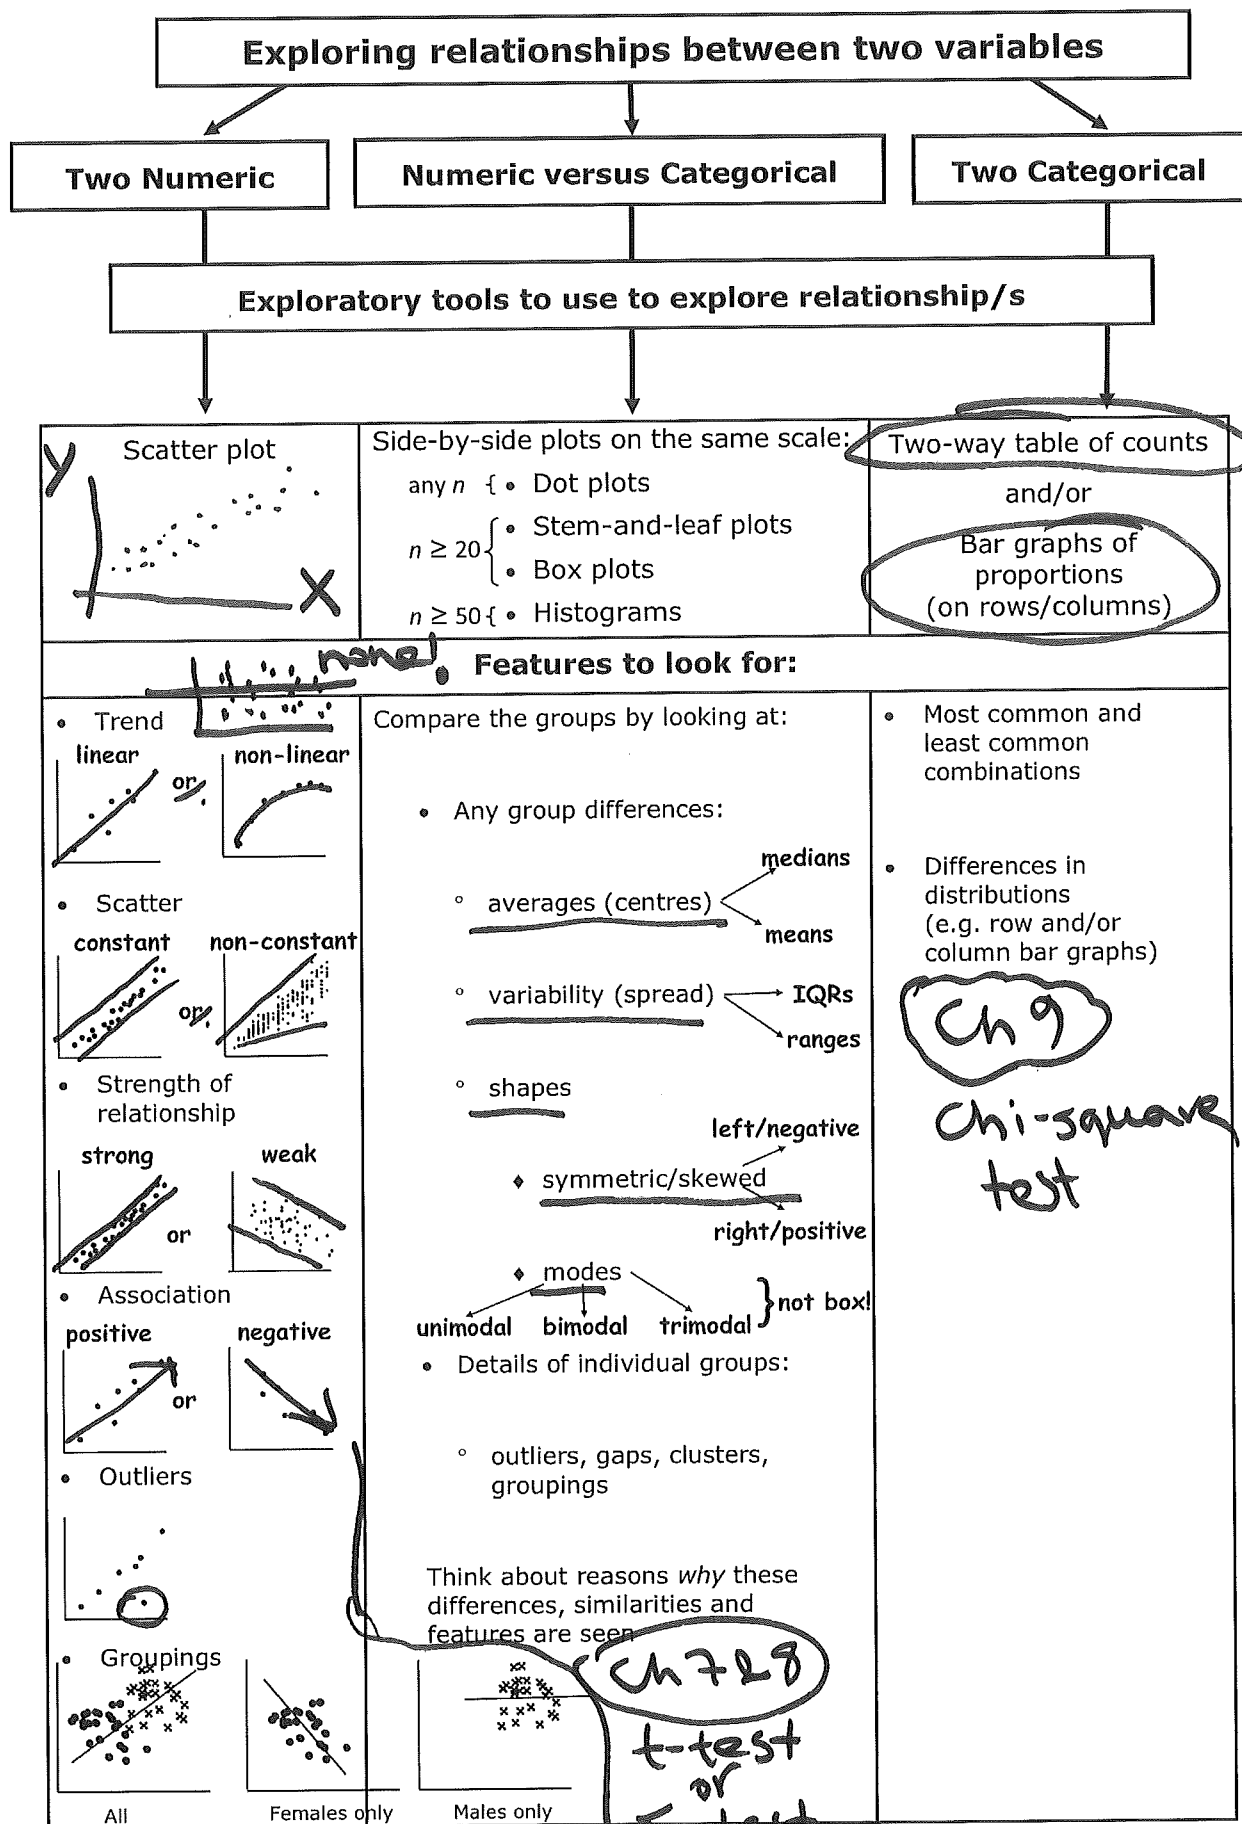 Exploring relationships between two variables
Two Numeric
Numeric versus Categorical
Two Categorical
Exploratory tools to use to explore relationship/s
Scatter plot
Y
X
Side-by-side plots on the same scale:
any n { • Dot plots
n ≥ 20 { • Stem-and-leaf plots
• Box plots
n ≥ 50 { • Histograms
Two-way table of counts
and/or
Bar graphs of
proportions
(on rows/columns)
none!
Features to look for:
• Trend
linear
or
non-linear
• Scatter
constant
or
non-constant
• Strength of
relationship
strong
or
weak
• Association
positive
or
negative
• Outliers
• Groupings
All
Females only
Males only
Compare the groups by looking at:
• Any group differences:
medians
° averages (centres)
means
° variability (spread)
IQRs
ranges
° shapes
left/negative
♦ symmetric/skewed
right/positive
♦ modes
unimodal bimodal trimodal } not box!
• Details of individual groups:
° outliers, gaps, clusters,
groupings
Think about reasons why these
differences, similarities and
features are seen
Ch 7 & 8
t-test
or
test
• Most common and
least common
combinations
• Differences in
distributions
(e.g. row and/or
column bar graphs)
Ch 9
Chi-square
test